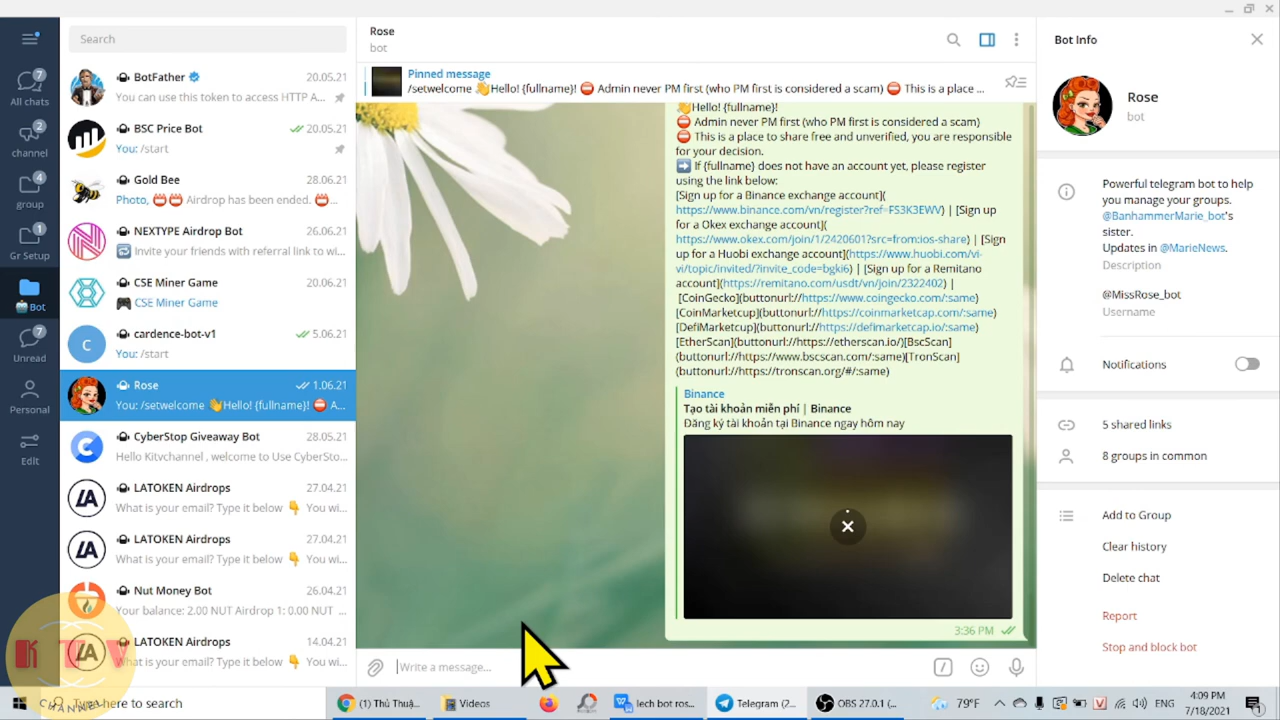 Search
7
All chats
2
channel
4
group
1
Gr Setup
Bot
7
Unread
Personal
Edit
BotFather
20.05.21
You can use this token to access HTTP A...
BSC Price Bot
20.05.21
You: /start
Gold Bee
28.06.21
Photo, Airdrop has been ended. ...
NEXTYPE Airdrop Bot
26.06.21
Invite your friends with referral link to wi...
CSE Miner Game
20.06.21
CSE Miner Game
C
cardence-bot-v1
5.06.21
You: /start
Rose
1.06.21
You: /setwelcome 👋Hello! {fullname}! ⛔ A...
CyberStop Giveaway Bot
28.05.21
Hello Kitvchannel , welcome to Use CyberSto...
LATOKEN Airdrops
27.04.21
What is your email? Type it below 👇 You wi...
LATOKEN Airdrops
27.04.21
What is your email? Type it below 👇 You wi...
Nut Money Bot
26.04.21
Your balance: 2.00 NUT Airdrop 1: 0.00 NUT ...
LATOKEN Airdrops
14.04.21
What is your email? Type it below 👇 You wi...
Rose
bot
Pinned message
/setwelcome 👋Hello! {fullname}! ⛔ Admin never PM first (who PM first is considered a scam) ⛔ This is a place ...
👋Hello! {fullname}!
⛔ Admin never PM first (who PM first is considered a scam)
⛔ This is a place to share free and unverified, you are responsible
for your decision.
➡ If {fullname} does not have an account yet, please register
using the link below:
[Sign up for a Binance exchange account](
https://www.binance.com/vn/register?ref=FS3K3EWV) | [Sign up
for a Okex exchange account](
https://www.okex.com/join/1/2420601?src=from:ios-share) | [Sign
up for a Huobi exchange account](https://www.huobi.com/vi-
vi/topic/invited/?invite_code=bgki6) | [Sign up for a Remitano
account](https://remitano.com/usdt/vn/join/2322402) |
[CoinGecko](buttonurl://https://www.coingecko.com/:same)
[CoinMarketcup](buttonurl://https://coinmarketcap.com/:same)
[DefiMarketcup](buttonurl://https://defimarketcap.io/:same)
[EtherScan](buttonurl://https://etherscan.io/)[BscScan]
(buttonurl://https://www.bscscan.com/:same)[TronScan]
(buttonurl://https://tronscan.org/#/:same)
Binance
Tạo tài khoản miễn phí | Binance
Đăng ký tài khoản tại Binance ngay hôm nay
3:36 PM
Write a message...
Bot Info
Rose
bot
Powerful telegram bot to help
you manage your groups.
@BanhammerMarie_bot's
sister.
Updates in @MarieNews.
Description
@MissRose_bot
Username
Notifications
5 shared links
8 groups in common
Add to Group
Clear history
Delete chat
Report
Stop and block bot
KTV
CHANNEL
Type here to search
(1) Thủ Thuậ...
Videos
lech bot ros...
Telegram (2...
OBS 27.0.1 (...
79°F
V
ENG
4:09 PM
7/18/2021
1